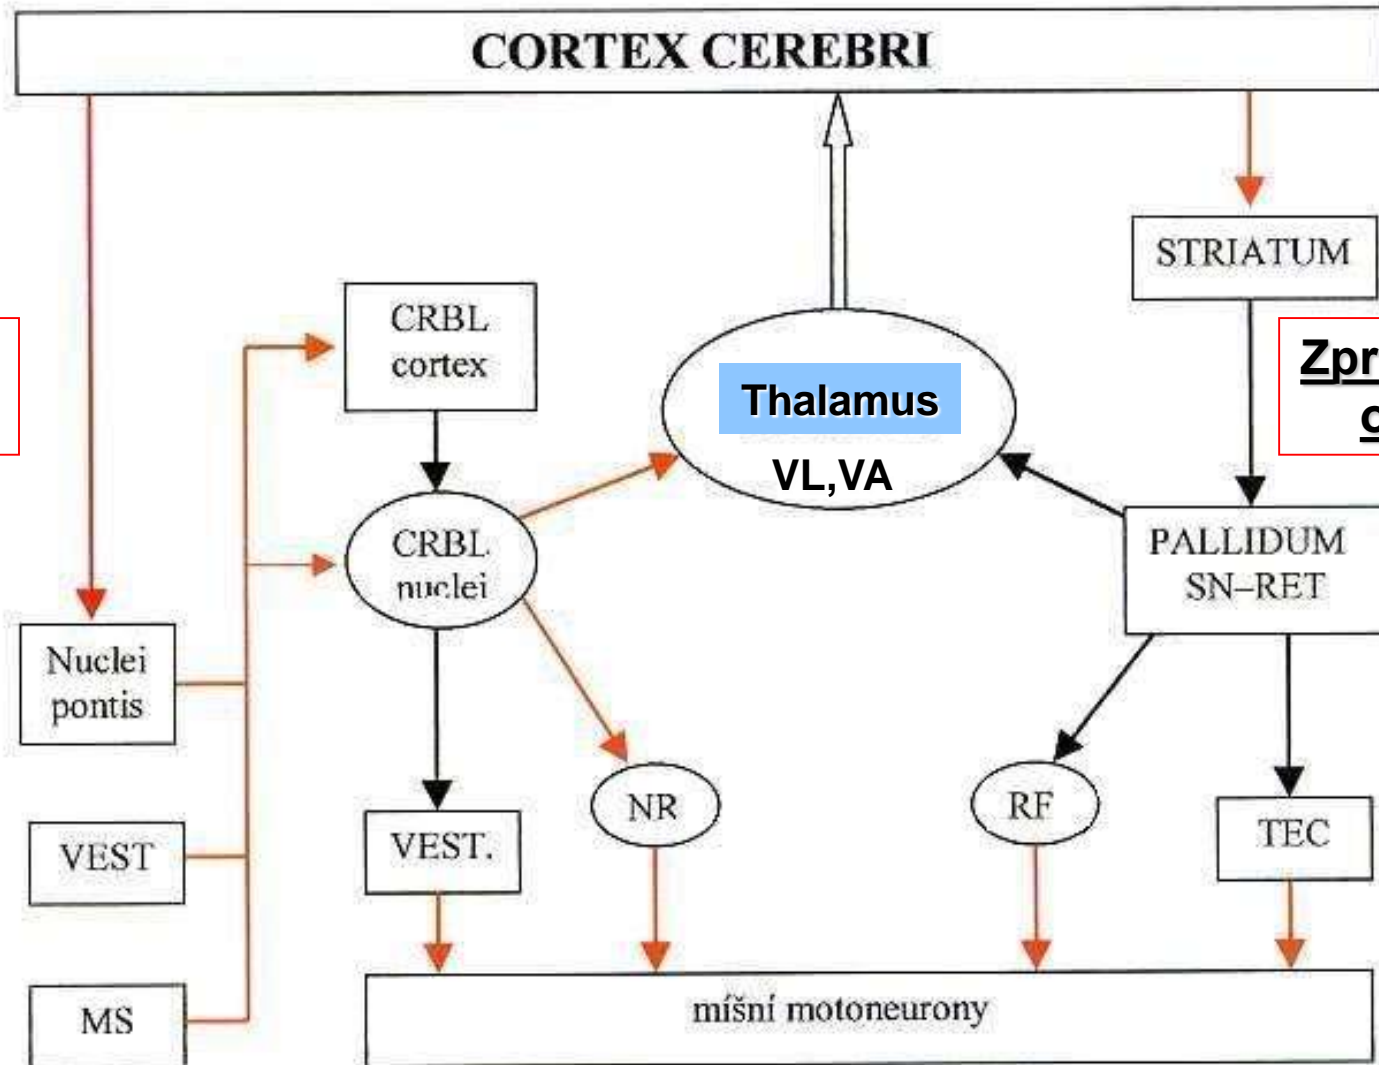 CORTEX CEREBRI
STRIATUM
CRBL
cortex
Thalamus
VL,VA
CRBL
nuclei
PALLIDUM
SN–RET
Nuclei
pontis
NR
RF
VEST
VEST.
TEC
MS
míšní motoneurony